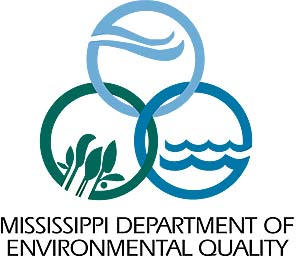 MISSISSIPPI DEPARTMENT OF
ENVIRONMENTAL QUALITY